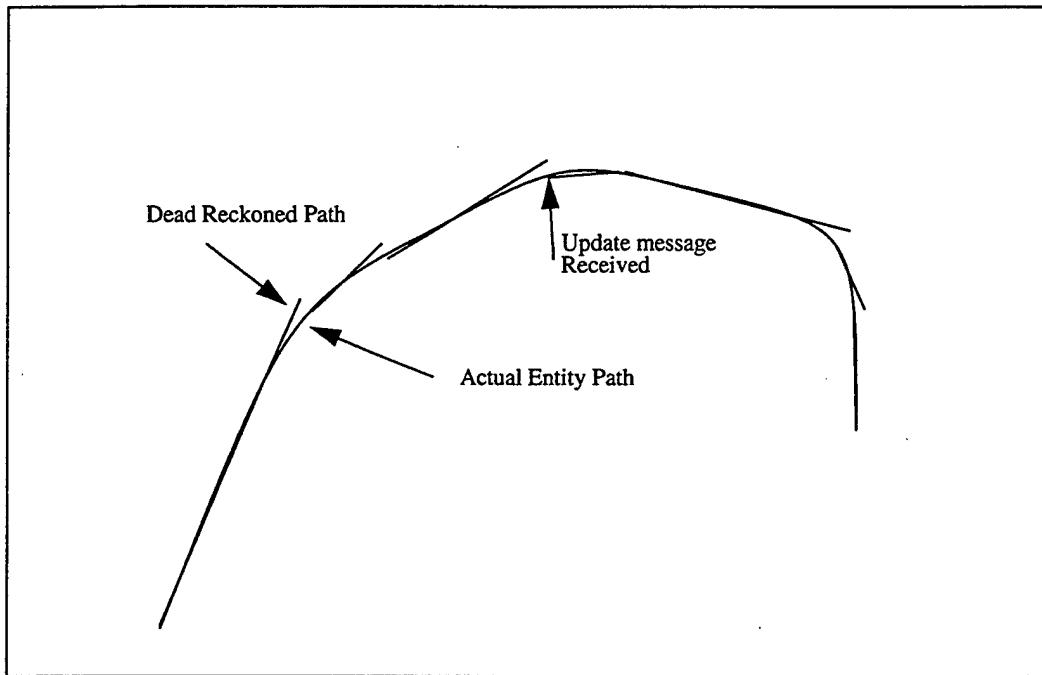 Dead Reckoned Path
Update message
Received
Actual Entity Path